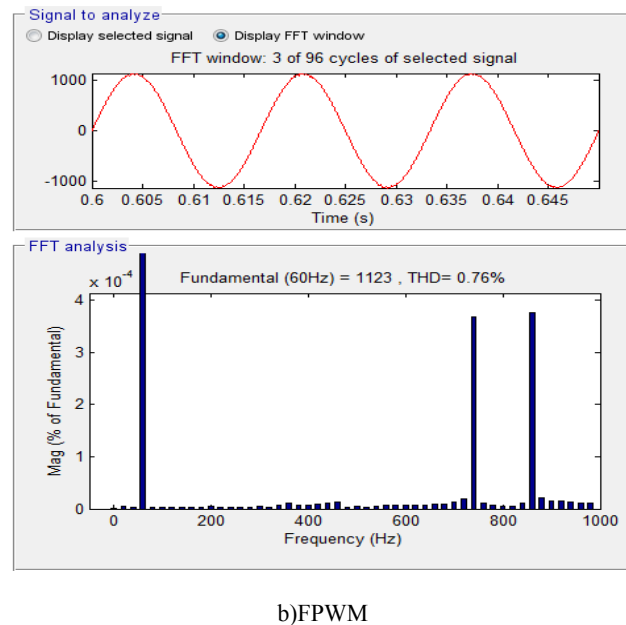 Signal to analyze
Display selected signal Display FFT window
FFT window: 3 of 96 cycles of selected signal
1000
0
-1000
0.6 0.605 0.61 0.615 0.62 0.625 0.63 0.635 0.64 0.645
Time (s)
FFT analysis
x 10-4
Fundamental (60Hz) = 1123 , THD= 0.76%
4
3
2
1
0
Mag (% of Fundamental)
0 200 400 600 800 1000
Frequency (Hz)
b)FPWM